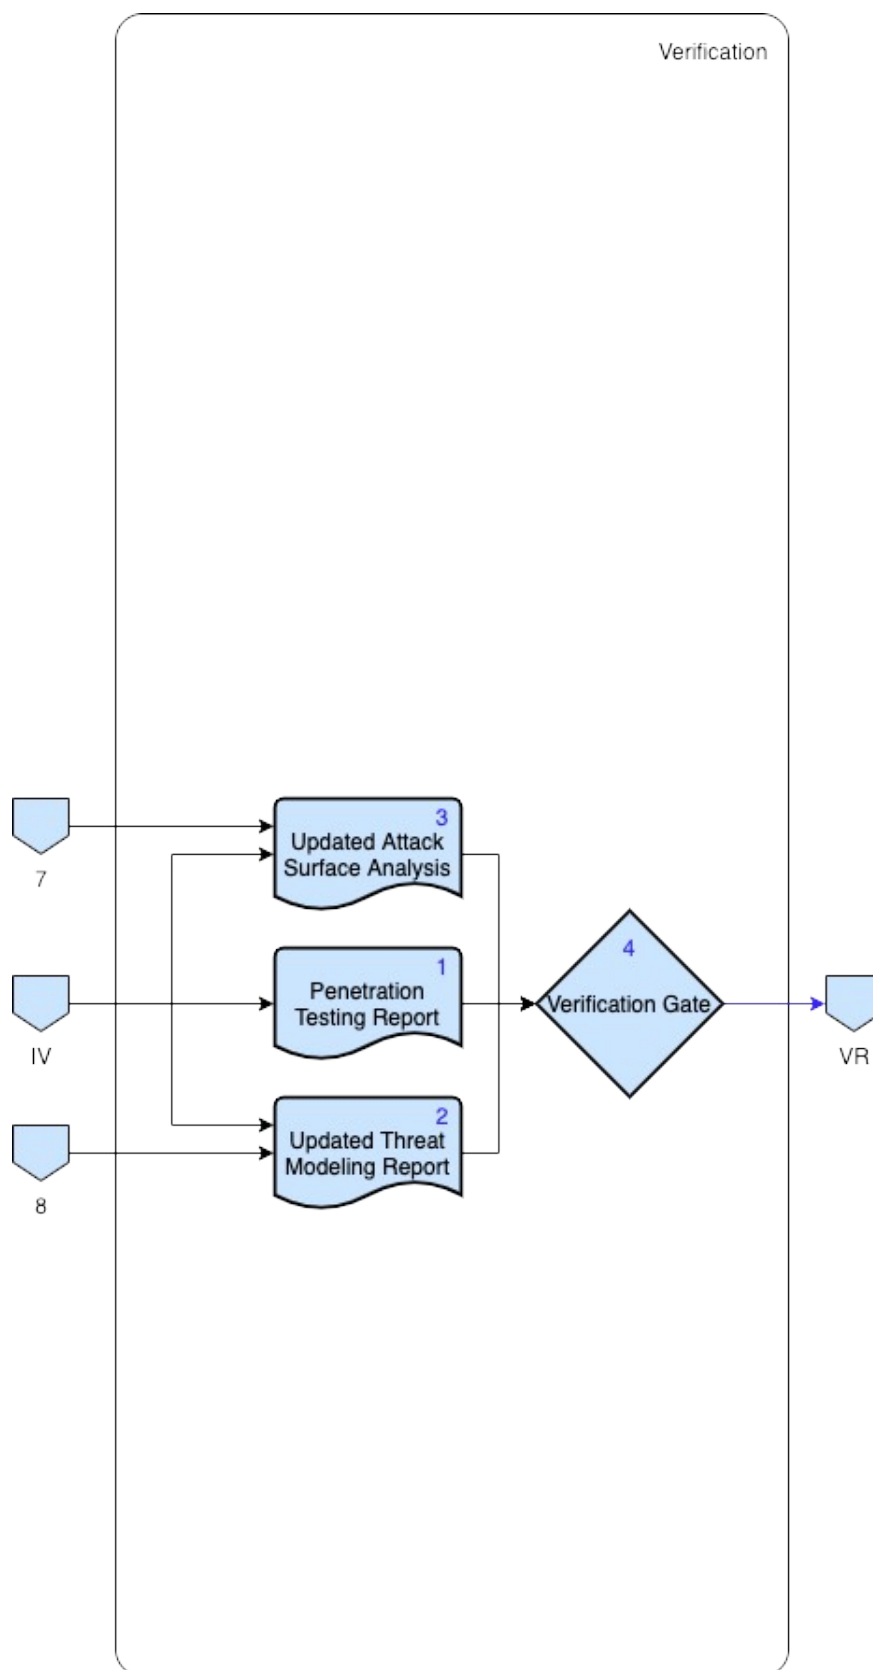 Verification
3
Updated Attack
Surface Analysis
7
4
1
Penetration
Testing Report
Verification Gate
IV
VR
2
Updated Threat
Modeling Report
8